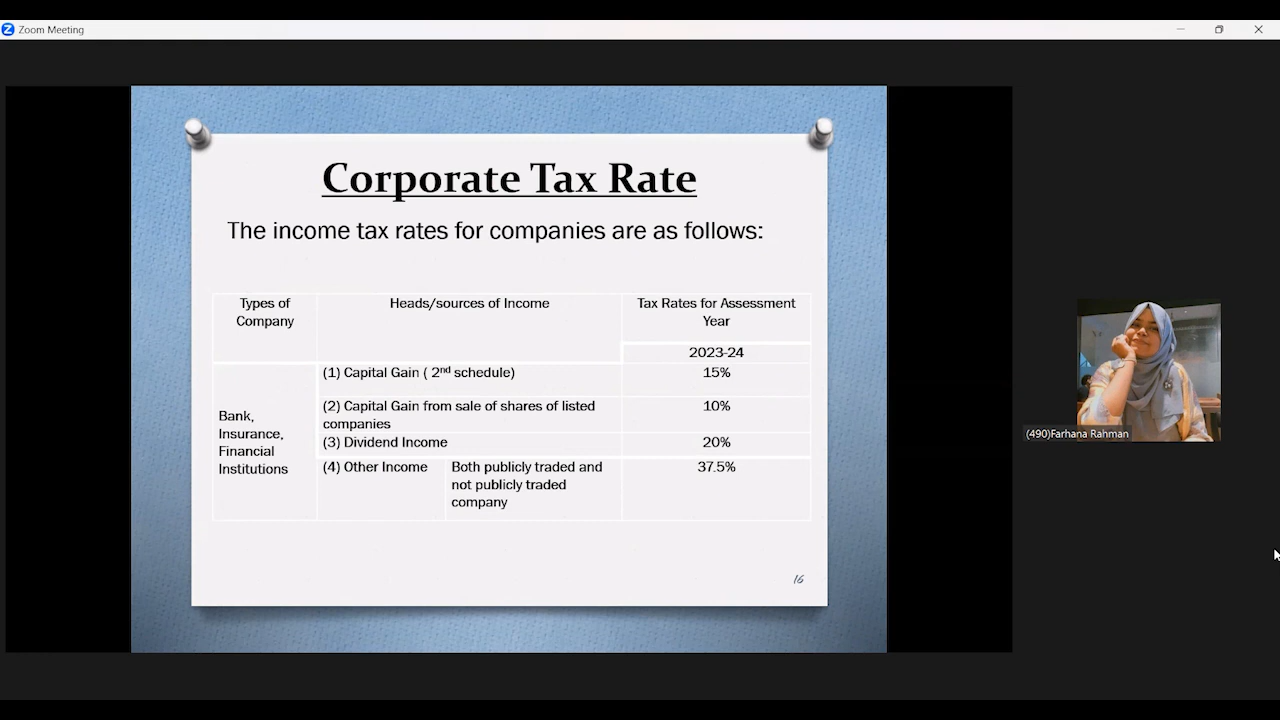 Zoom Meeting
Corporate Tax Rate
The income tax rates for companies are as follows:
Types of
Company
Heads/sources of Income
Tax Rates for Assessment
Year
2023-24
Bank,
Insurance,
Financial
Institutions
(1) Capital Gain ( 2nd schedule)
15%
(2) Capital Gain from sale of shares of listed
companies
10%
(3) Dividend Income
20%
(4) Other Income
Both publicly traded and
not publicly traded
company
37.5%
16
(490)Farhana Rahman